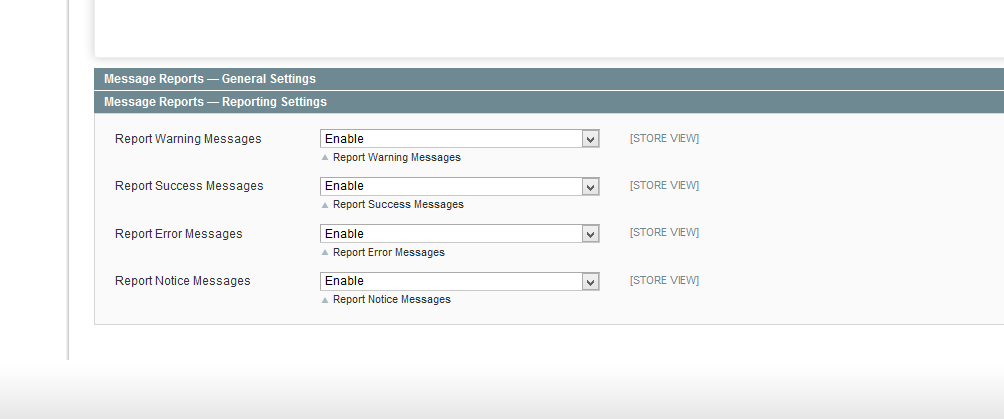 Message Reports — General Settings
Message Reports — Reporting Settings
Report Warning Messages Enable [STORE VIEW]
Report Warning Messages
Report Success Messages Enable [STORE VIEW]
Report Success Messages
Report Error Messages Enable [STORE VIEW]
Report Error Messages
Report Notice Messages Enable [STORE VIEW]
Report Notice Messages